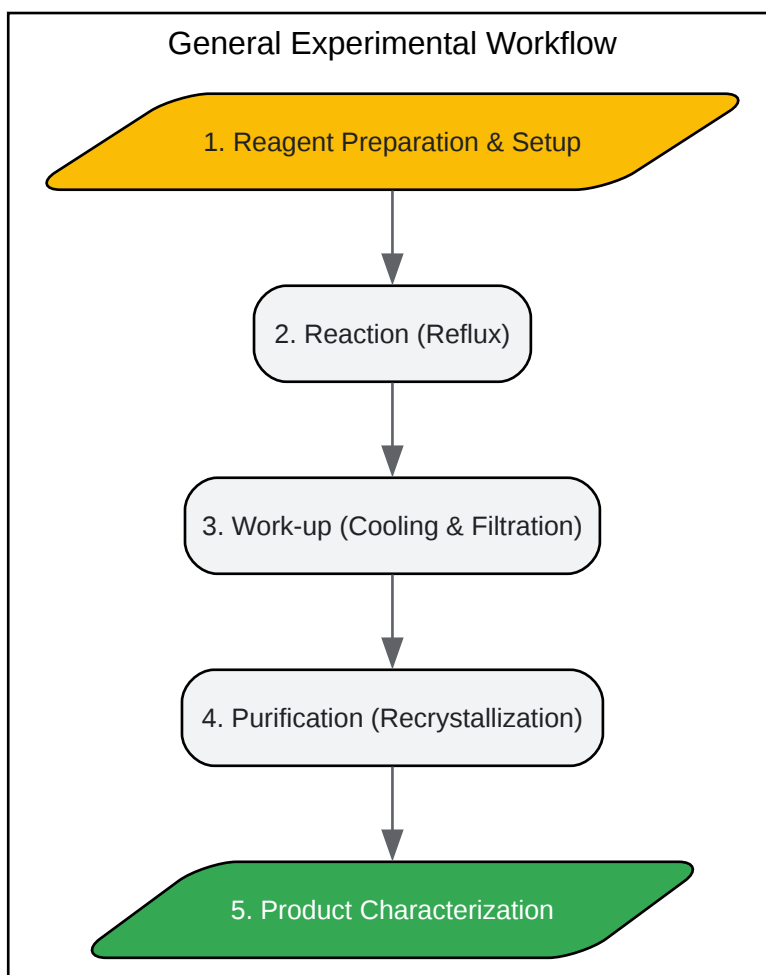 General Experimental Workflow
1. Reagent Preparation & Setup
2. Reaction (Reflux)
3. Work-up (Cooling & Filtration)
4. Purification (Recrystallization)
5. Product Characterization